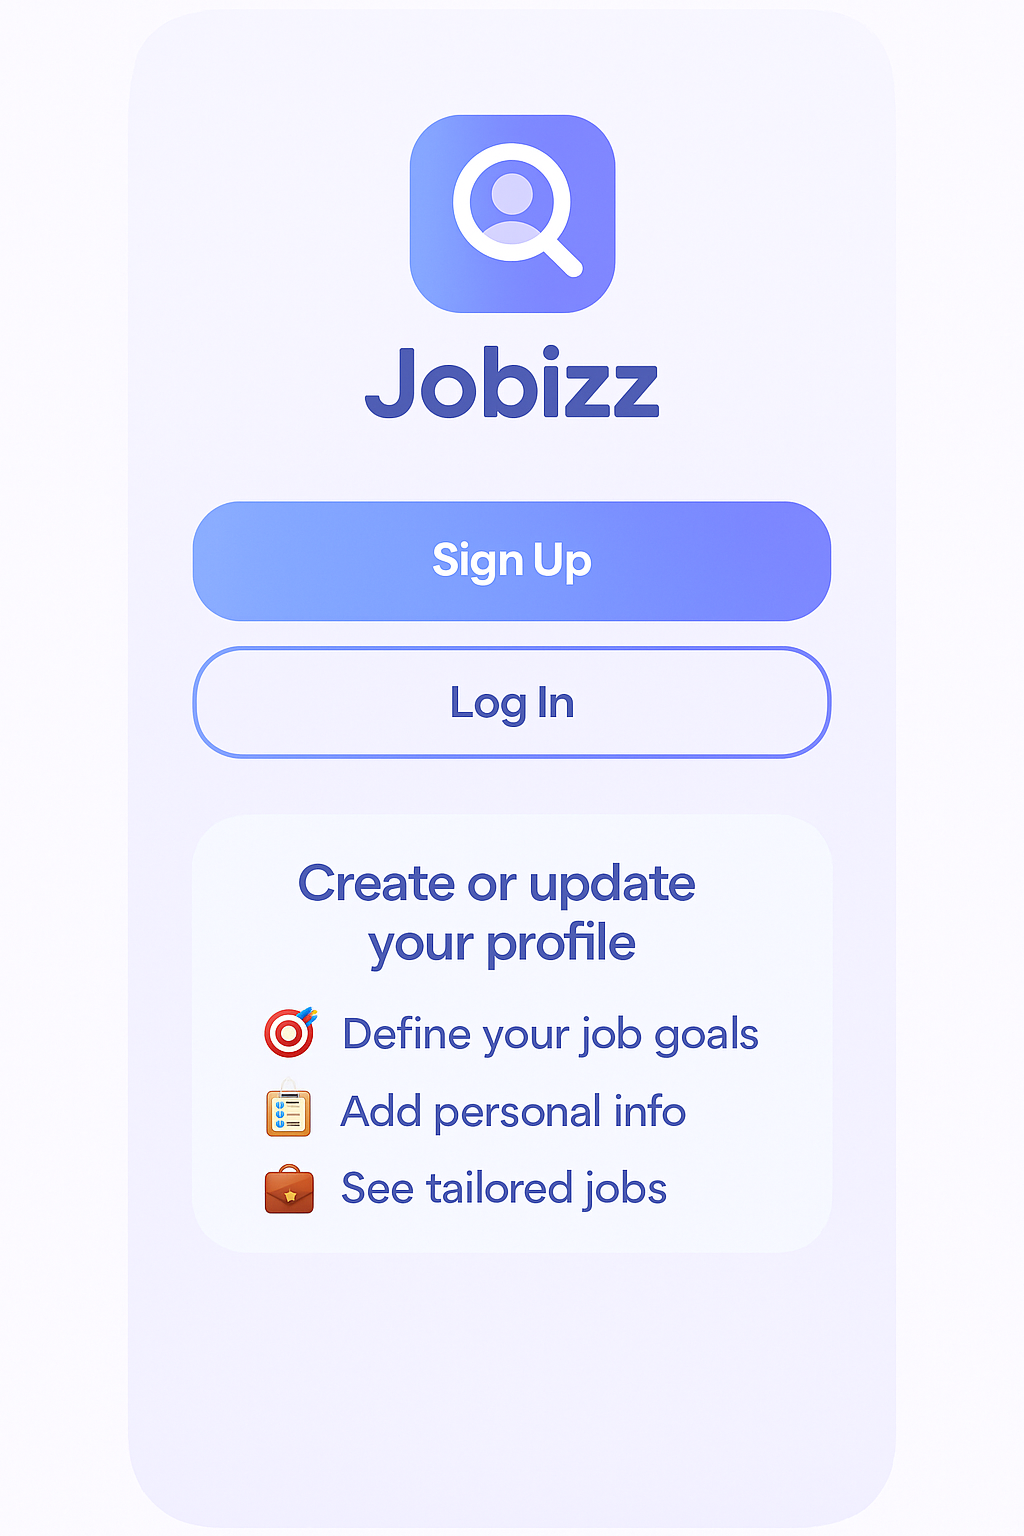 Jobizz
Sign Up
Log In
Create or update
your profile
Define your job goals
Add personal info
See tailored jobs